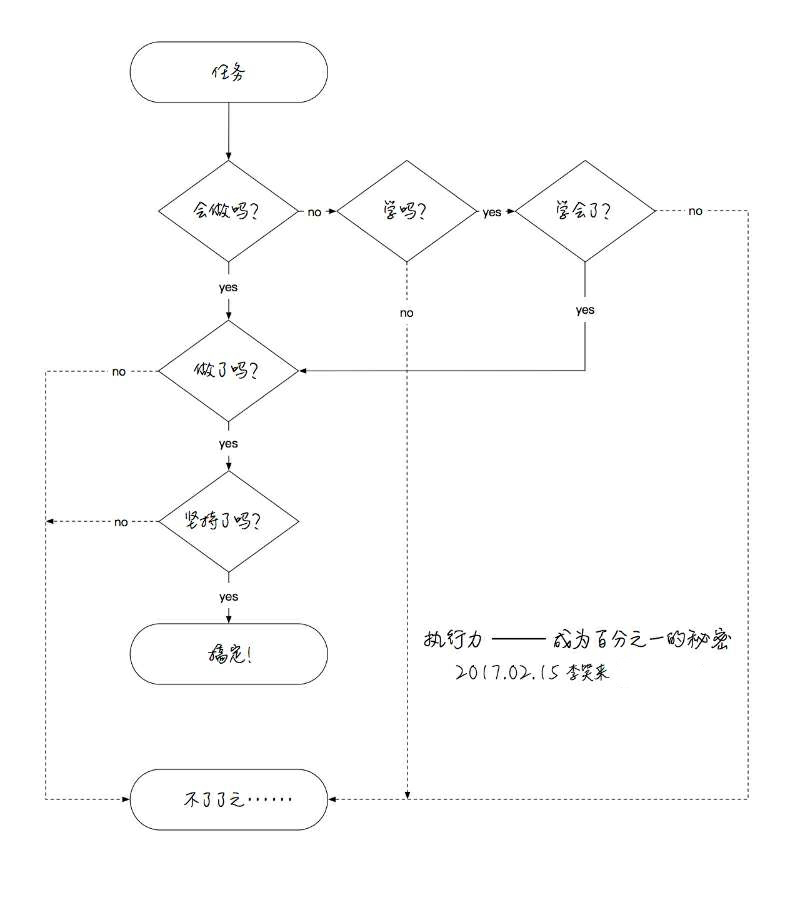 任务
会做吗?
no
学吗?
yes
学会了?
no
yes
no
yes
做了吗?
no
yes
坚持了吗?
no
yes
搞定!
执行力 —— 成为百分之一的秘密
2017.02.15 李笑来
不了了之……